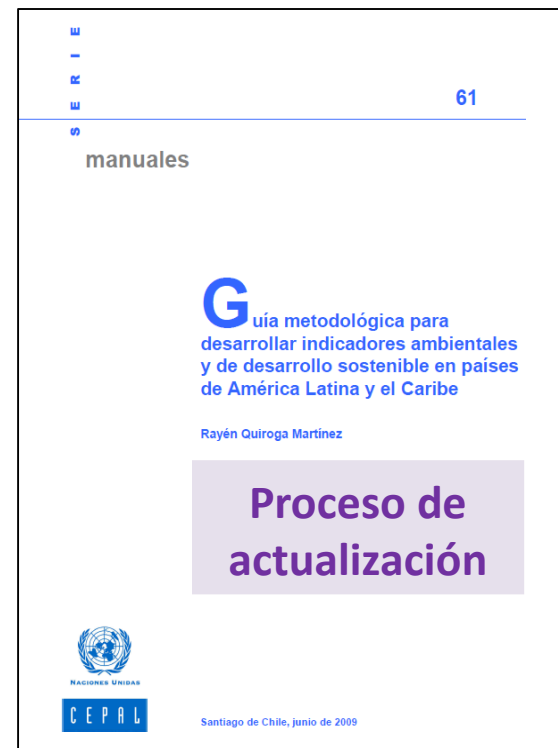 SERIE
61
manuales
Guía metodológica para
desarrollar indicadores ambientales
y de desarrollo sostenible en países
de América Latina y el Caribe
Rayén Quiroga Martínez
Proceso de
actualización
NACIONES UNIDAS
CEPAL
Santiago de Chile, junio de 2009